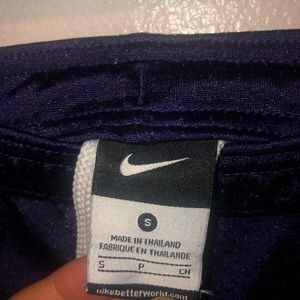 S
MADE IN THAILAND
FABRIQUE EN THAILANDE
S P CH
nikebetterworld.com